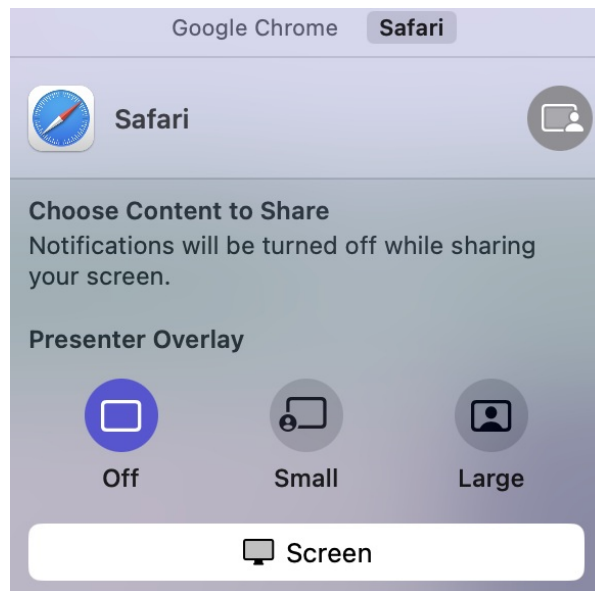 Google Chrome Safari
Safari
Choose Content to Share
Notifications will be turned off while sharing
your screen.
Presenter Overlay
Off Small Large
Screen